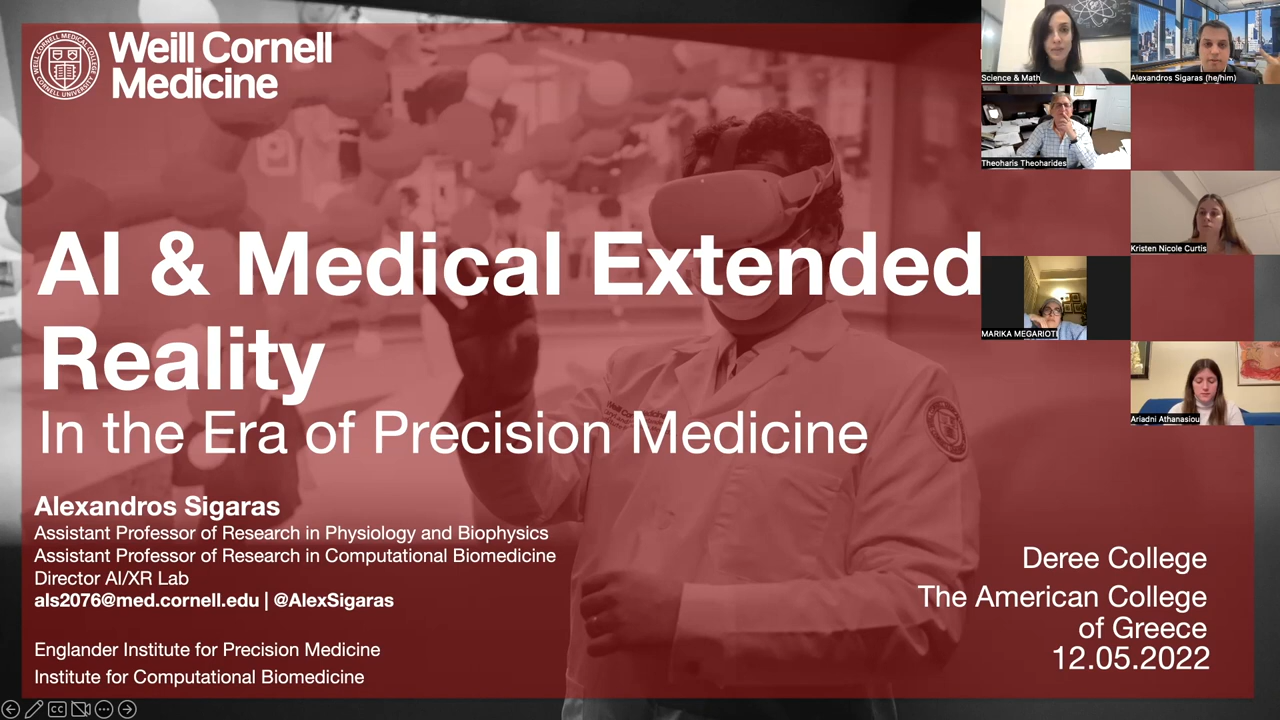 Weill Cornell
Medicine
AI & Medical Extended
Reality
In the Era of Precision Medicine
Alexandros Sigaras
Assistant Professor of Research in Physiology and Biophysics
Assistant Professor of Research in Computational Biomedicine
Director AI/XR Lab
als2076@med.cornell.edu | @AlexSigaras
Englander Institute for Precision Medicine
Institute for Computational Biomedicine
Deree College
The American College
of Greece
12.05.2022
Science & Math
Alexandros Sigaras (he/him)
Theoharis Theoharides
Kristen Nicole Curtis
MARIKA MEGARIOTI
Ariadni Athanasiou
CC